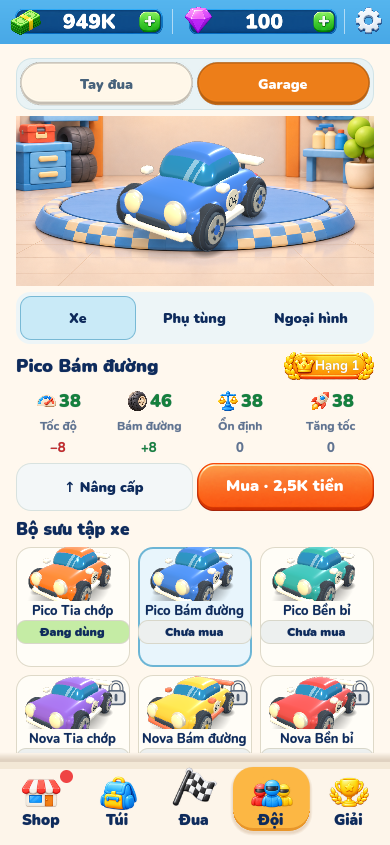 949K
100
Tay đua
Garage
04
Xe
Phụ tùng
Ngoại hình
Pico Bám đường
Hạng 1
38
46
38
38
Tốc độ
Bám đường
Ổn định
Tăng tốc
−8
+8
0
0
↑ Nâng cấp
Mua · 2,5K tiền
Bộ sưu tập xe
Pico Tia chớp
Pico Bám đường
Pico Bền bỉ
Đang dùng
Chưa mua
Chưa mua
Nova Tia chớp
Nova Bám đường
Nova Bền bỉ
Shop
Túi
Đua
Đội
Giải